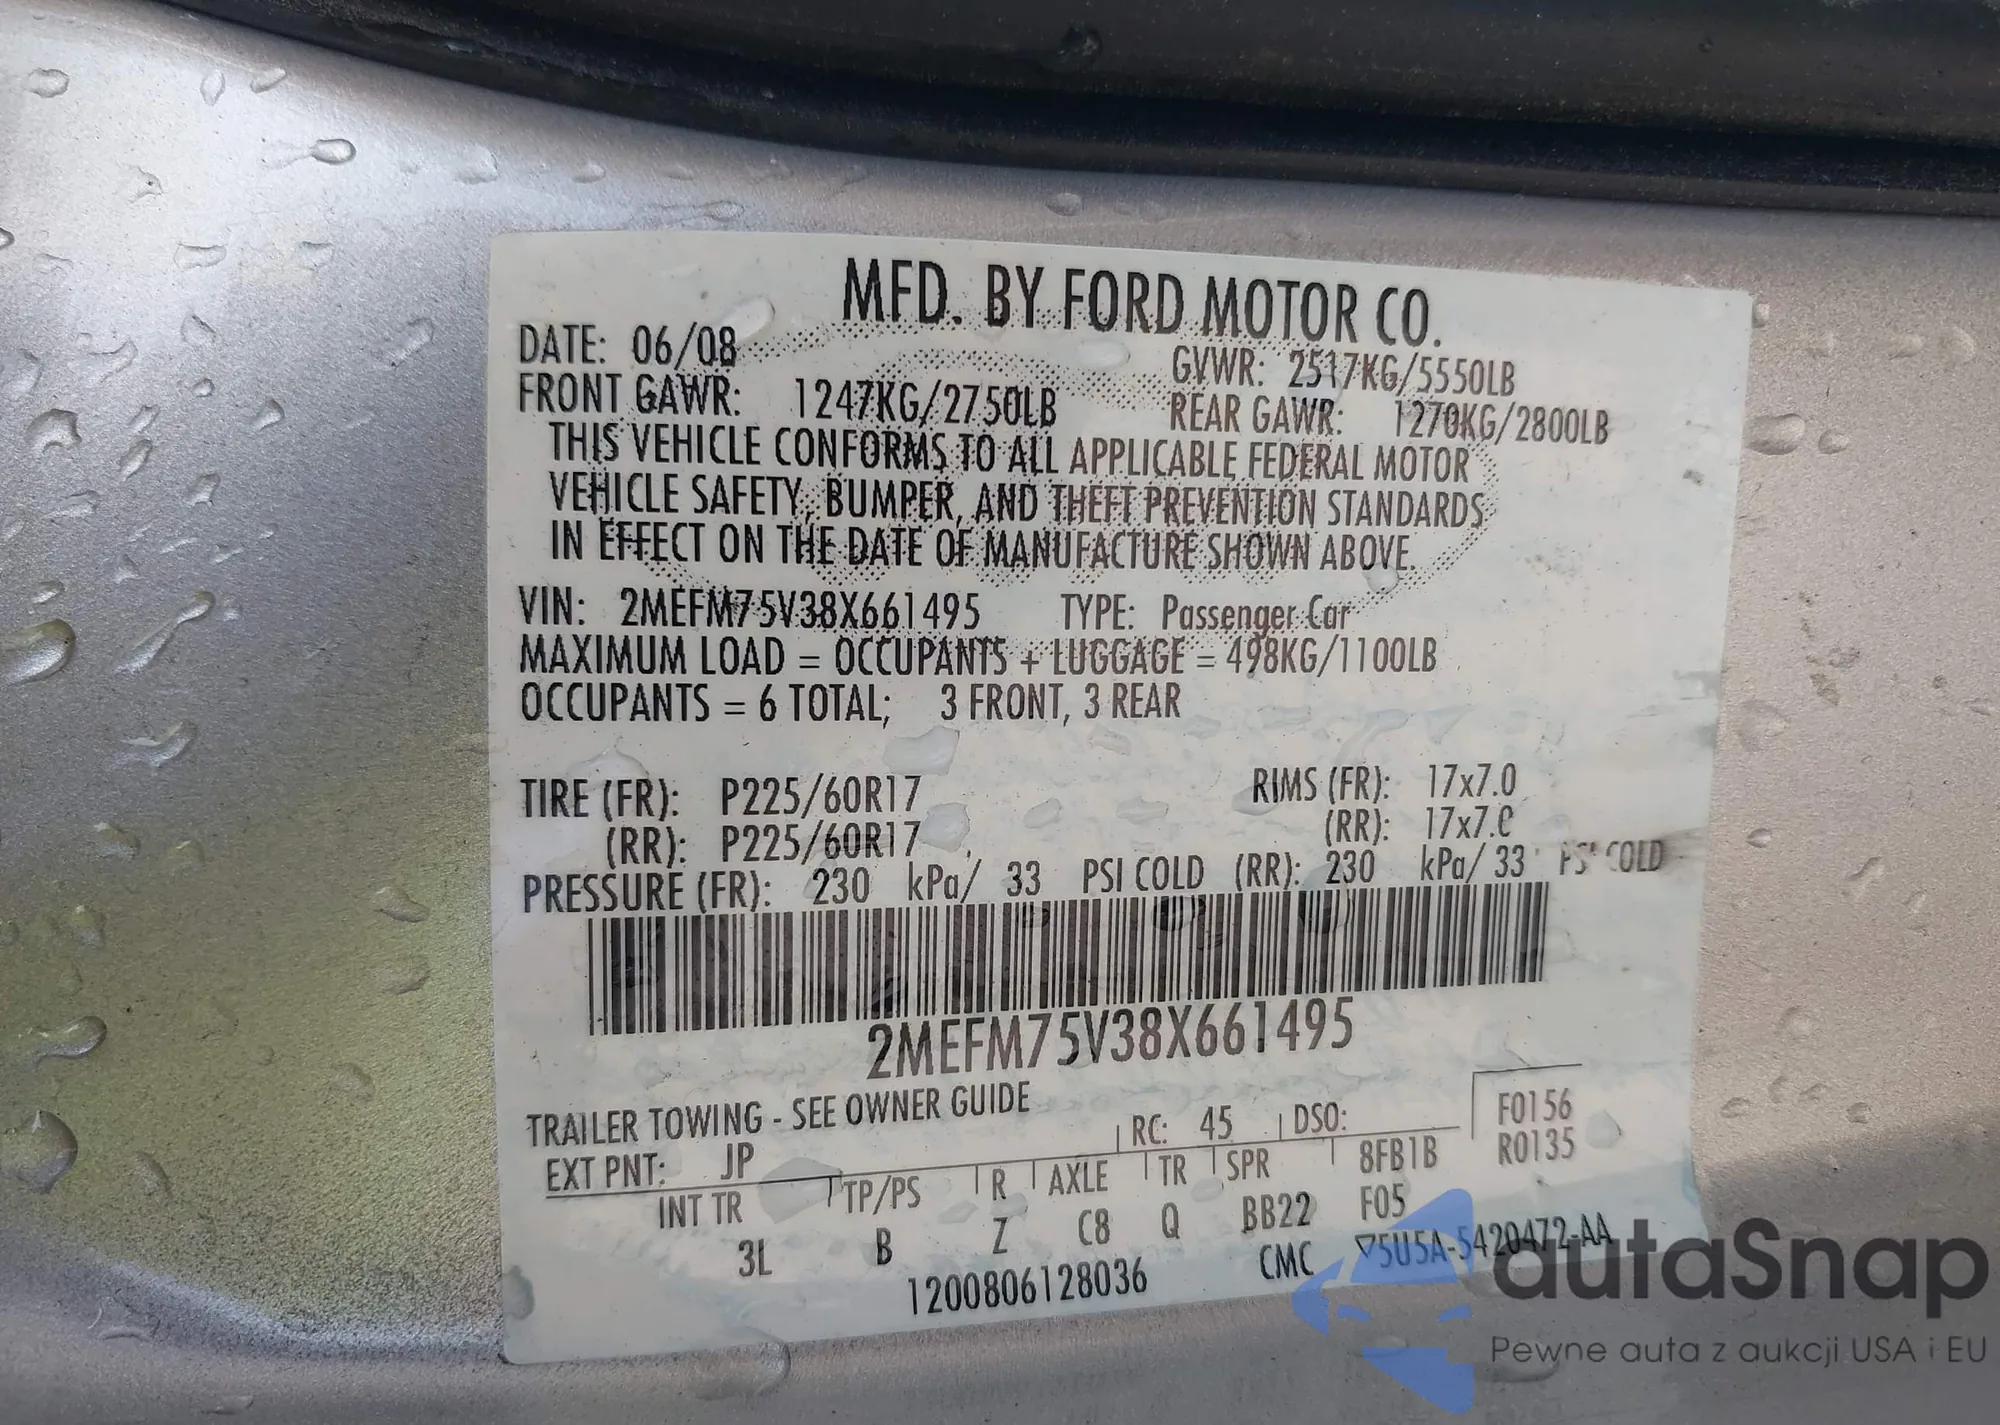 MFD. BY FORD MOTOR CO.
DATE: 06/08 GVWR: 2517KG/5550LB
FRONT GAWR: 1247KG/2750LB REAR GAWR: 1270KG/2800LB
THIS VEHICLE CONFORMS TO ALL APPLICABLE FEDERAL MOTOR
VEHICLE SAFETY, BUMPER, AND THEFT PREVENTION STANDARDS
IN EFFECT ON THE DATE OF MANUFACTURE SHOWN ABOVE.
VIN: 2MEFM75V38X661495 TYPE: Passenger Car
MAXIMUM LOAD = OCCUPANTS + LUGGAGE = 498KG/1100LB
OCCUPANTS = 6 TOTAL; 3 FRONT, 3 REAR
TIRE (FR): P225/60R17 RIMS (FR): 17x7.0
(RR): P225/60R17 (RR): 17x7.0
PRESSURE (FR): 230 kPa/ 33 PSI COLD (RR): 230 kPa/ 33 PSI COLD
2MEFM75V38X661495
TRAILER TOWING - SEE OWNER GUIDE
EXT PNT: JP RC: 45 DSO: F0156
INT TR TP/PS R AXLE TR SPR 8FB1B R0135
3L B Z C8 Q BB22 F05
1200806128036 CMC ▽5U5A-5420472-AA
autaSnap
Pewne auta z aukcji USA i EU